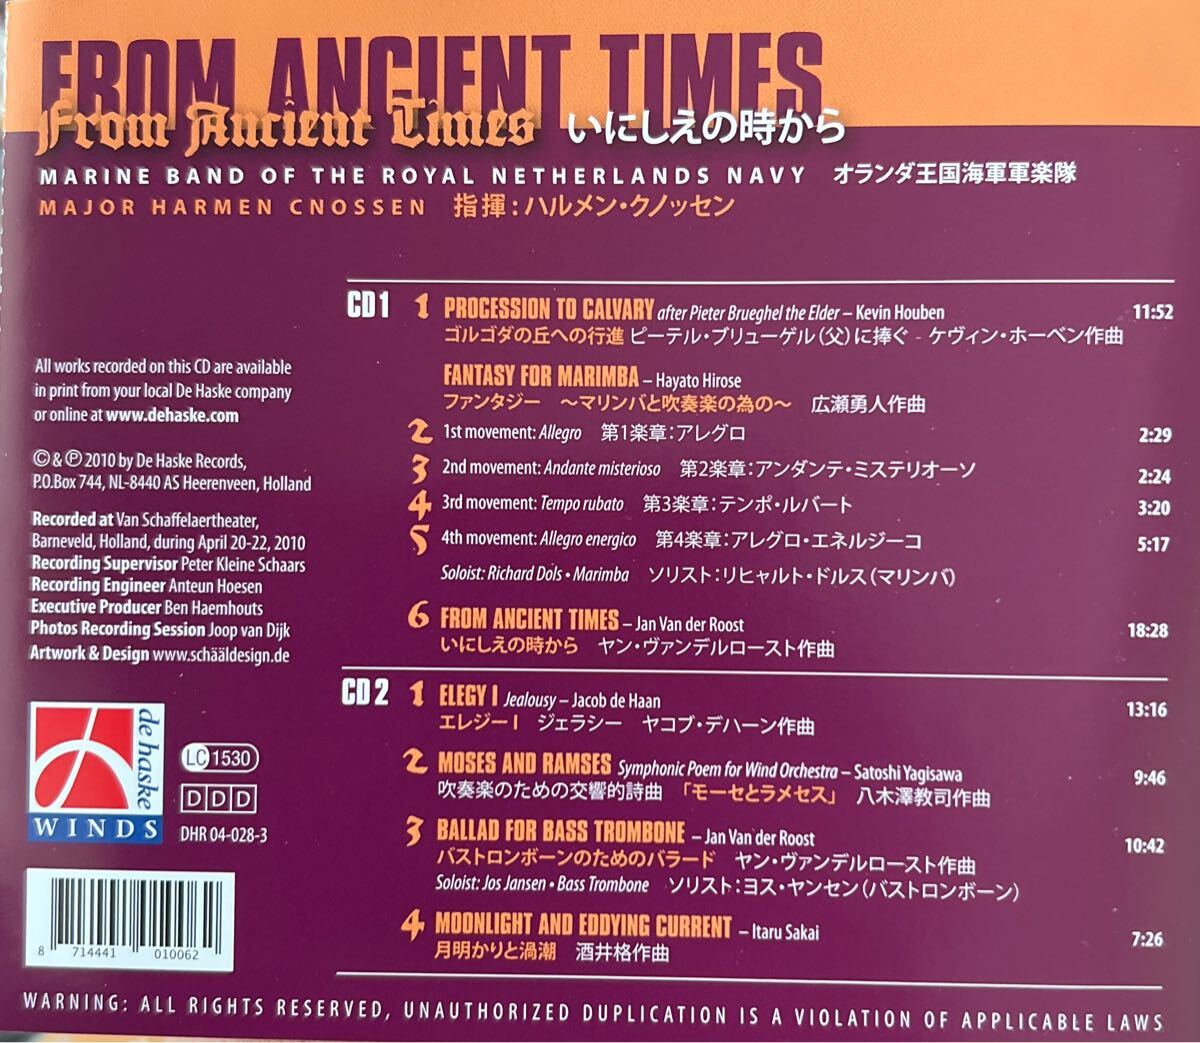 FROM ANCIENT TIMES
From Ancient Times いにしえの時から
MARINE BAND OF THE ROYAL NETHERLANDS NAVY オランダ王国海軍軍楽隊
MAJOR HARMEN CNOSSEN 指揮：ハルメン・クノッセン
CD 1 1 PROCESSION TO CALVARY after Pieter Brueghel the Elder – Kevin Houben 11:52
ゴルゴダの丘への行進 ピーテル・ブリューゲル（父）に捧ぐ - ケヴィン・ホーベン作曲
FANTASY FOR MARIMBA – Hayato Hirose
ファンタジー ～マリンバと吹奏楽の為の～ 広瀬勇人作曲
2 1st movement: Allegro 第1楽章：アレグロ 2:29
3 2nd movement: Andante misterioso 第2楽章：アンダンテ・ミステリオーソ 2:24
4 3rd movement: Tempo rubato 第3楽章：テンポ・ルバート 3:20
5 4th movement: Allegro energico 第4楽章：アレグロ・エネルジーコ 5:17
Soloist: Richard Dols • Marimba ソリスト：リヒャルト・ドルス（マリンバ）
6 FROM ANCIENT TIMES – Jan Van der Roost 18:28
いにしえの時から ヤン・ヴァンデルロースト作曲
CD 2 1 ELEGY I Jealousy – Jacob de Haan 13:16
エレジー I ジェラシー ヤコブ・デハーン作曲
2 MOSES AND RAMSES Symphonic Poem for Wind Orchestra – Satoshi Yagisawa 9:46
吹奏楽のための交響的詩曲 「モーセとラメセス」 八木澤教司作曲
3 BALLAD FOR BASS TROMBONE – Jan Van der Roost 10:42
バストロンボーンのためのバラード ヤン・ヴァンデルロースト作曲
Soloist: Jos Jansen • Bass Trombone ソリスト：ヨス・ヤンセン（バストロンボーン）
4 MOONLIGHT AND EDDYING CURRENT – Itaru Sakai 7:26
月明かりと渦潮 酒井格作曲
All works recorded on this CD are available
in print from your local De Haske company
or online at www.dehaske.com
© & ℗ 2010 by De Haske Records,
P.O.Box 744, NL-8440 AS Heerenveen, Holland
Recorded at Van Schaffelaertheater,
Barneveld, Holland, during April 20-22, 2010
Recording Supervisor Peter Kleine Schaars
Recording Engineer Anteun Hoesen
Executive Producer Ben Haemhouts
Photos Recording Session Joop van Dijk
Artwork & Design www.schääldesign.de
de haske
WINDS
LC 1530
DDD
DHR 04-028-3
8 714441 010062
WARNING: ALL RIGHTS RESERVED, UNAUTHORIZED DUPLICATION IS A VIOLATION OF APPLICABLE LAWS